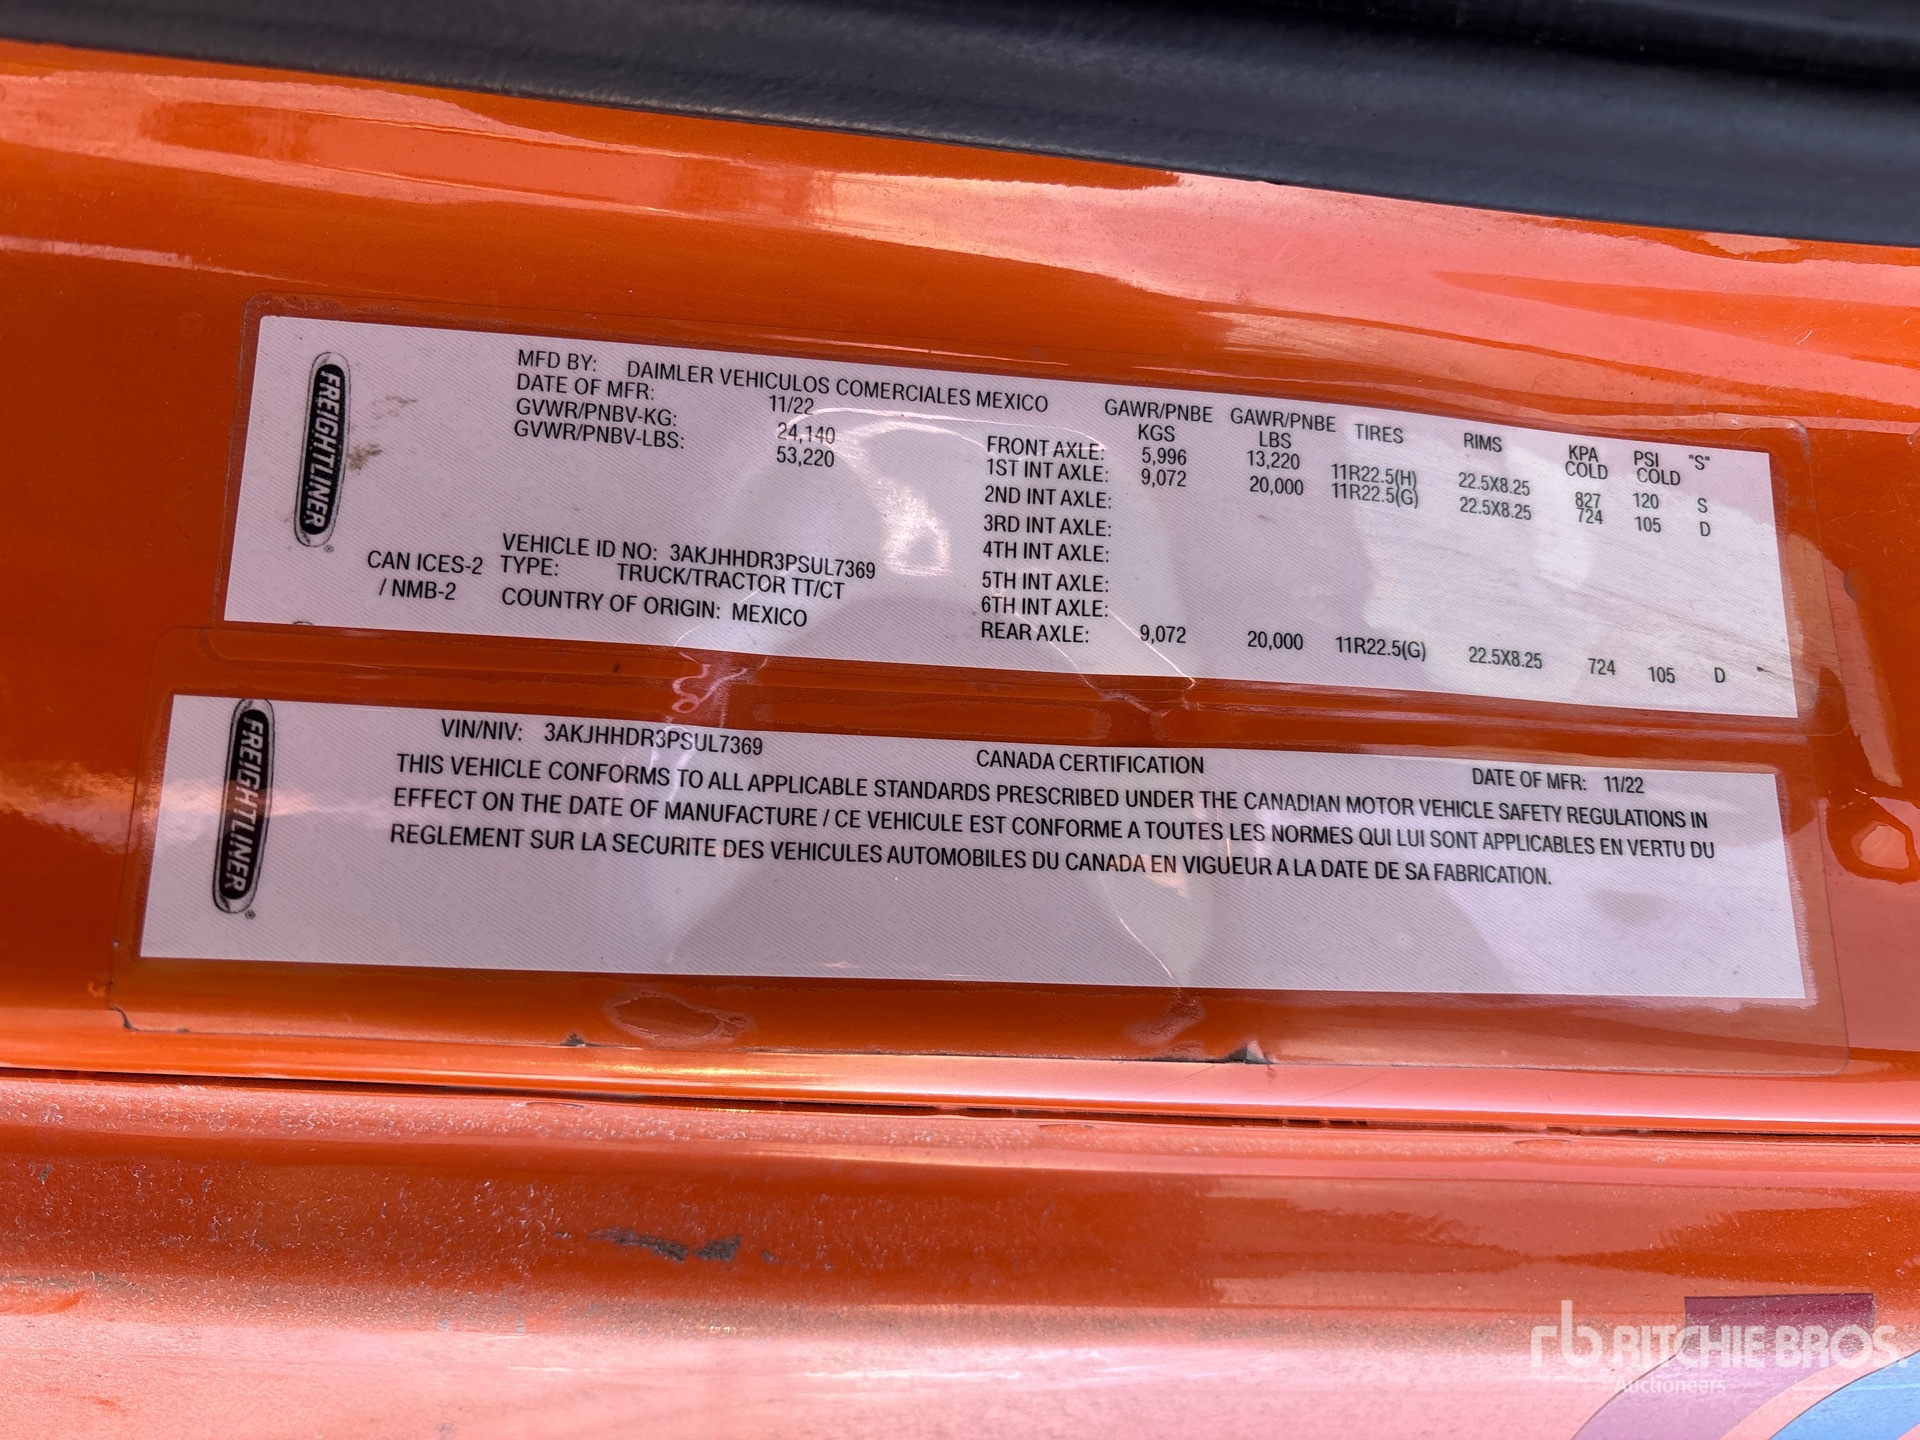 FREIGHTLINER ®
MFD BY: DAIMLER VEHICULOS COMERCIALES MEXICO
DATE OF MFR: 11/22
GVWR/PNBV-KG: 24,140
GVWR/PNBV-LBS: 53,220
GAWR/PNBE KGS GAWR/PNBE LBS TIRES RIMS KPA COLD PSI COLD "S"
FRONT AXLE: 5,996 13,220 11R22.5(H) 22.5X8.25 827 120 S
1ST INT AXLE: 9,072 20,000 11R22.5(G) 22.5X8.25 724 105 D
2ND INT AXLE:
3RD INT AXLE:
4TH INT AXLE:
5TH INT AXLE:
6TH INT AXLE:
REAR AXLE: 9,072 20,000 11R22.5(G) 22.5X8.25 724 105 D
CAN ICES-2
/ NMB-2
VEHICLE ID NO: 3AKJHHDR3PSUL7369
TYPE: TRUCK/TRACTOR TT/CT
COUNTRY OF ORIGIN: MEXICO
FREIGHTLINER ®
VIN/NIV: 3AKJHHDR3PSUL7369 CANADA CERTIFICATION DATE OF MFR: 11/22
THIS VEHICLE CONFORMS TO ALL APPLICABLE STANDARDS PRESCRIBED UNDER THE CANADIAN MOTOR VEHICLE SAFETY REGULATIONS IN
EFFECT ON THE DATE OF MANUFACTURE / CE VEHICULE EST CONFORME A TOUTES LES NORMES QUI LUI SONT APPLICABLES EN VERTU DU
REGLEMENT SUR LA SECURITE DES VEHICULES AUTOMOBILES DU CANADA EN VIGUEUR A LA DATE DE SA FABRICATION.
rb RITCHIE BROS.
Auctioneers